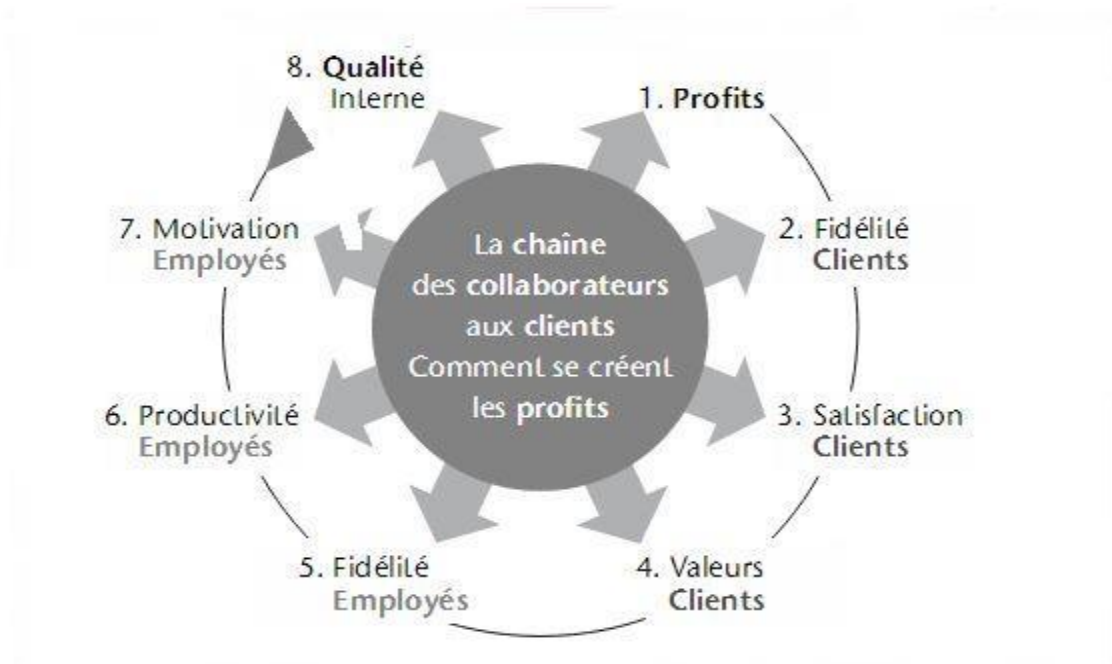 La chaîne
des collaborateurs
aux clients
Comment se créent
les profits
1. Profits
2. Fidélité
Clients
3. Satisfaction
Clients
4. Valeurs
Clients
5. Fidélité
Employés
6. Productivité
Employés
7. Motivation
Employés
8. Qualité
Interne